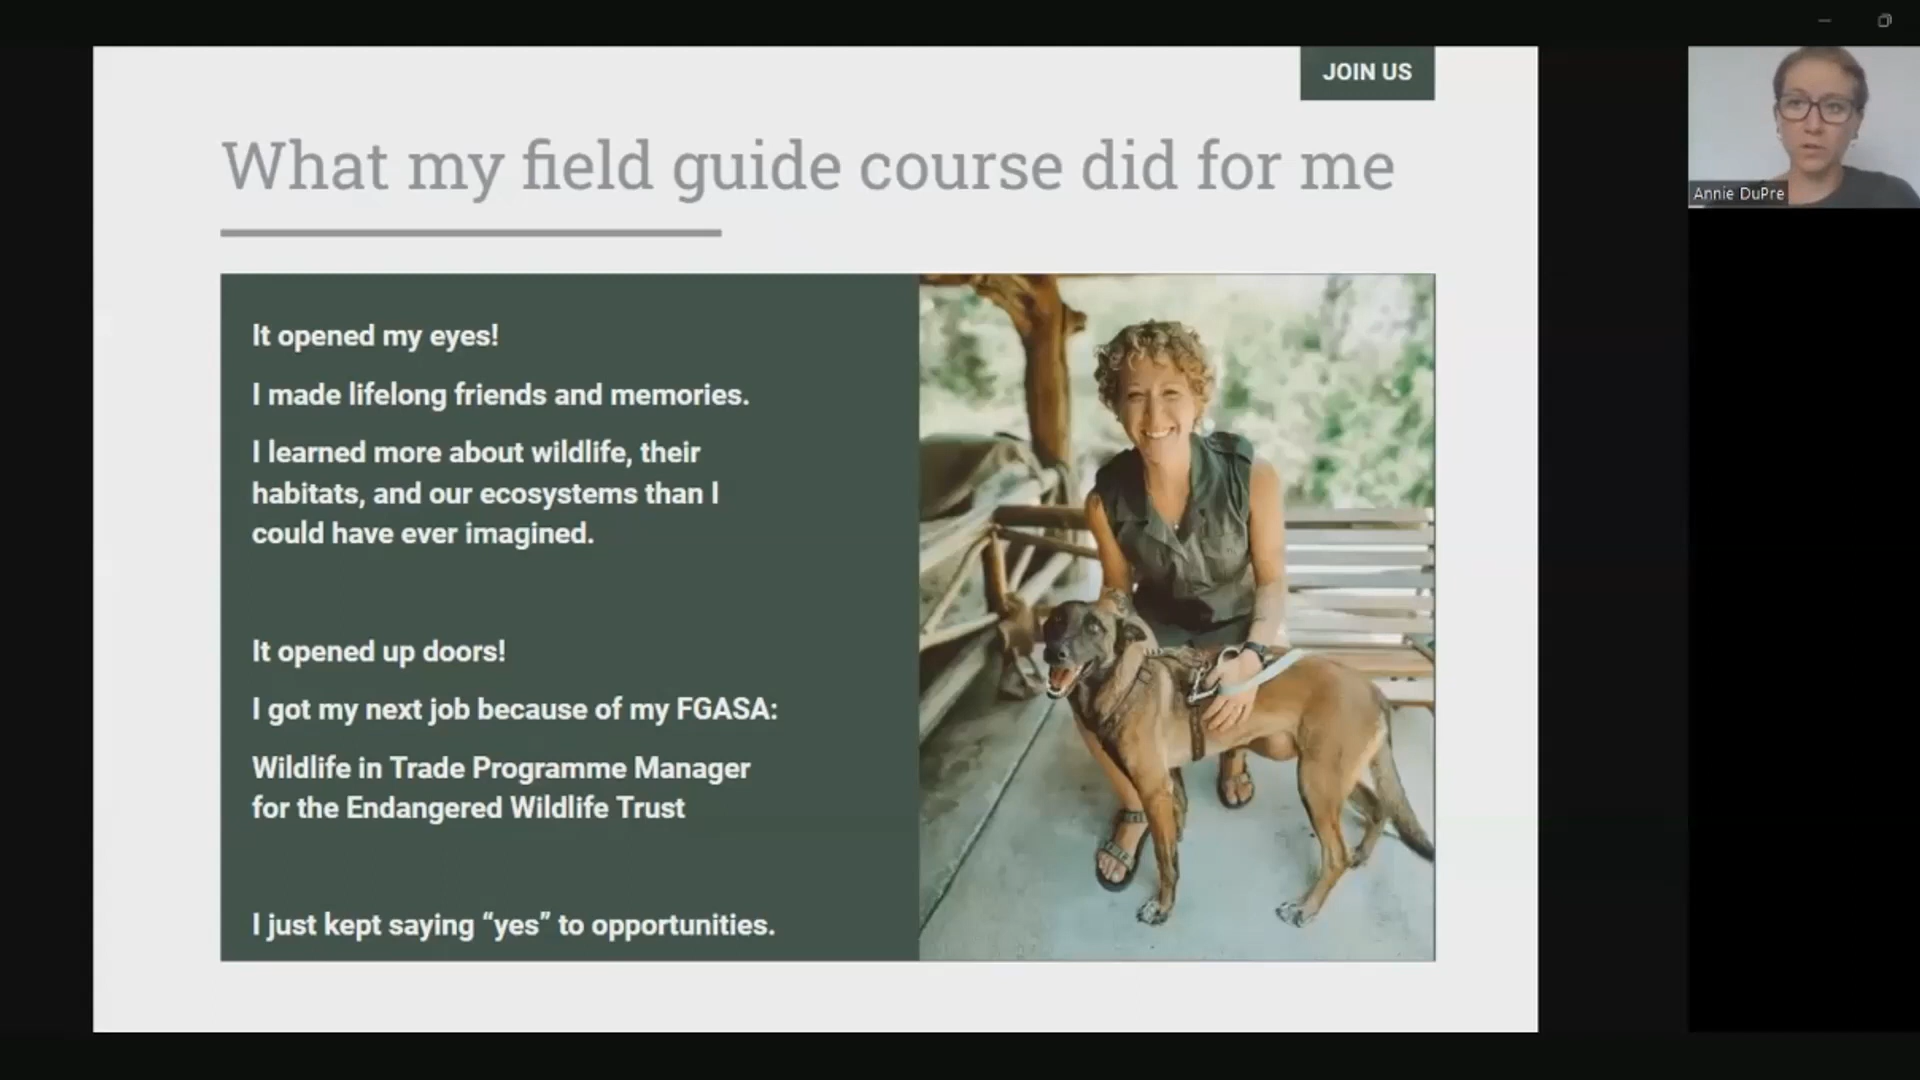 JOIN US
What my field guide course did for me
It opened my eyes!
I made lifelong friends and memories.
I learned more about wildlife, their
habitats, and our ecosystems than I
could have ever imagined.
It opened up doors!
I got my next job because of my FGASA:
Wildlife in Trade Programme Manager
for the Endangered Wildlife Trust
I just kept saying “yes” to opportunities.
Annie DuPre